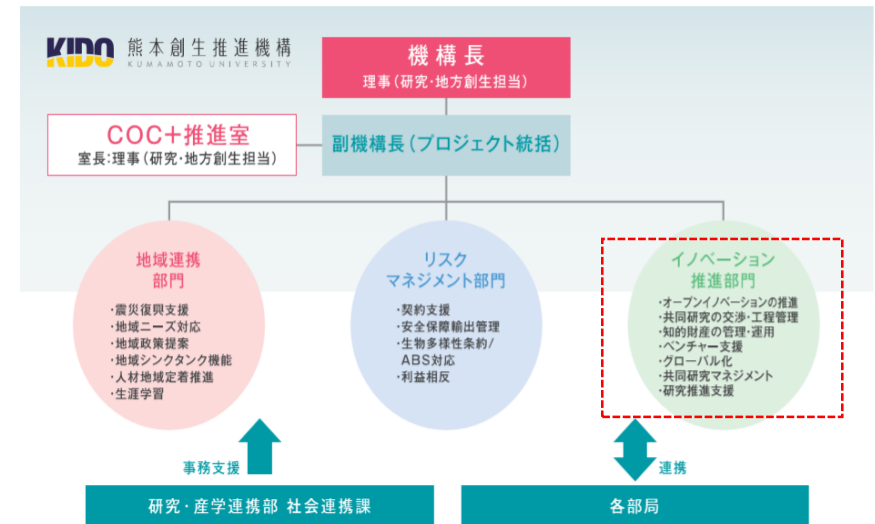 KIDO 熊本創生推進機構
KUMAMOTO UNIVERSITY
機構長
理事(研究・地方創生担当)
COC+推進室
室長:理事(研究・地方創生担当)
副機構長(プロジェクト統括)
地域連携
部門
・震災復興支援
・地域ニーズ対応
・地域政策提案
・地域シンクタンク機能
・人材地域定着推進
・生涯学習
リスク
マネジメント部門
・契約支援
・安全保障輸出管理
・生物多様性条約/
ABS対応
・利益相反
イノベーション
推進部門
・オープンイノベーションの推進
・共同研究の交渉・工程管理
・知的財産の管理・運用
・ベンチャー支援
・グローバル化
・共同研究マネジメント
・研究推進支援
事務支援
連携
研究・産学連携部 社会連携課
各部局